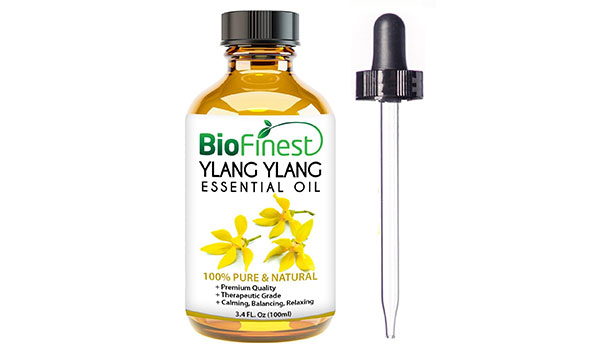 BioFinest
YLANG YLANG
ESSENTIAL OIL
100% PURE & NATURAL
+ Premium Quality
+ Therapeutic Grade
+ Calming, Balancing, Relaxing
3.4 FL. Oz (100ml)